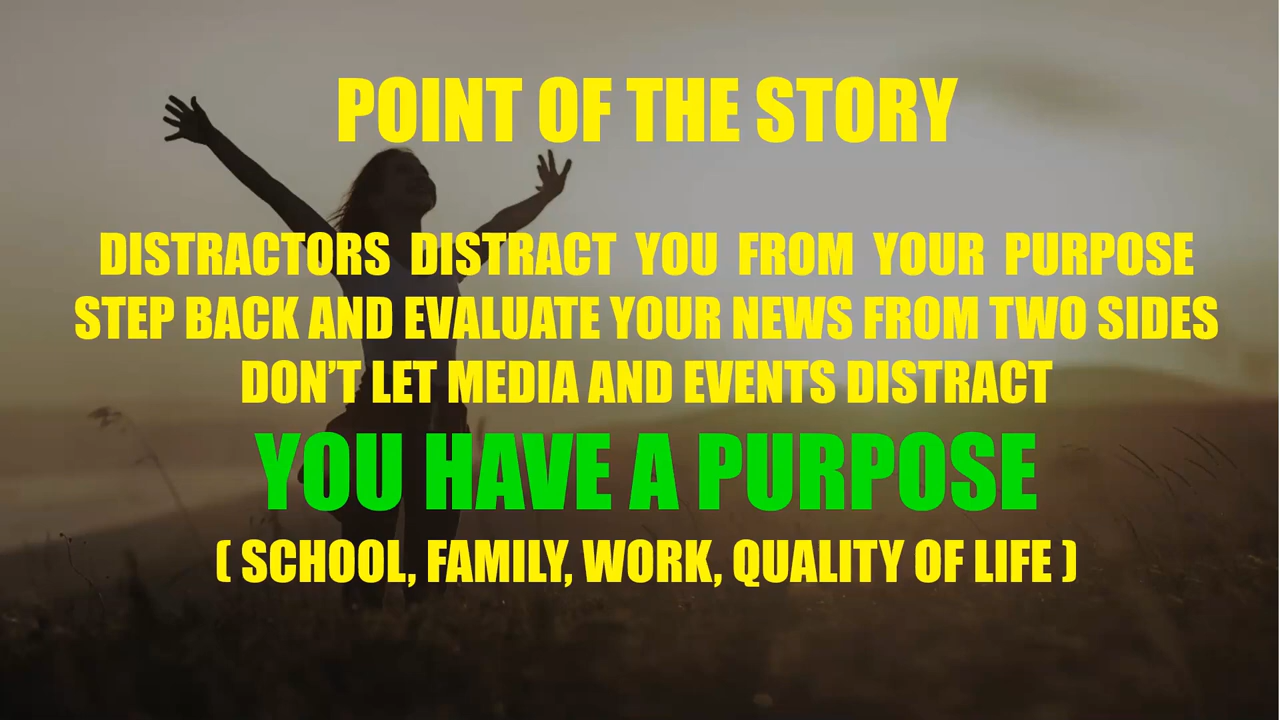 POINT OF THE STORY
DISTRACTORS DISTRACT YOU FROM YOUR PURPOSE
STEP BACK AND EVALUATE YOUR NEWS FROM TWO SIDES
DON'T LET MEDIA AND EVENTS DISTRACT
YOU HAVE A PURPOSE
( SCHOOL, FAMILY, WORK, QUALITY OF LIFE )